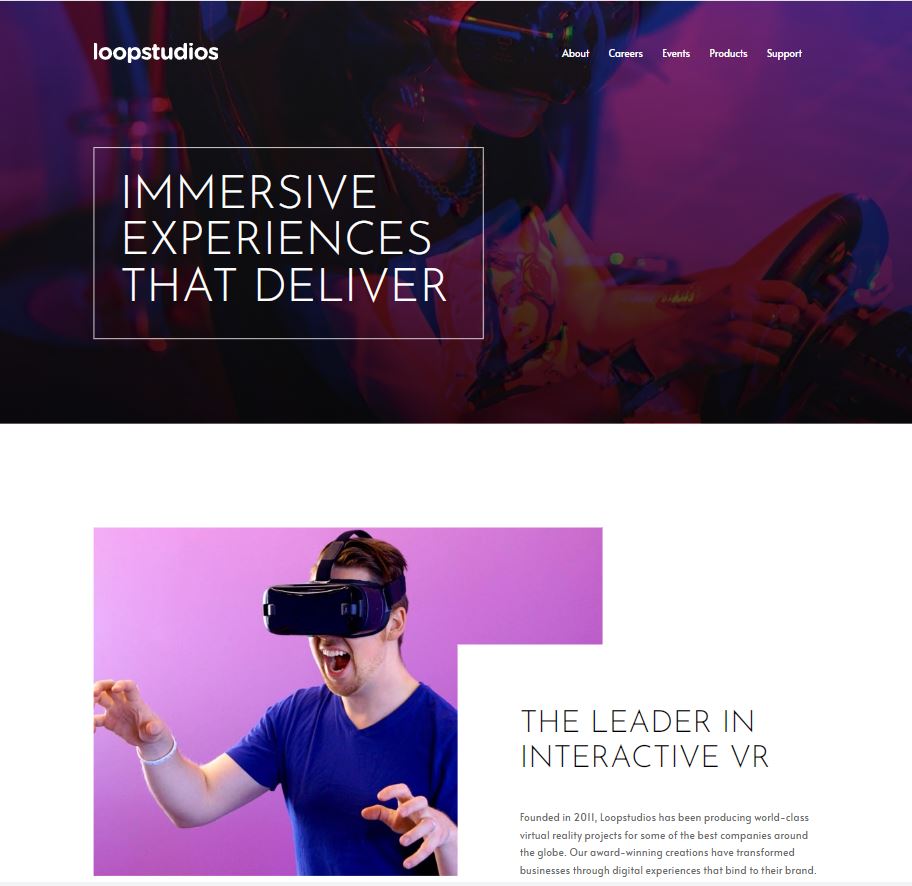 loopstudios
About Careers Events Products Support
IMMERSIVE
EXPERIENCES
THAT DELIVER
THE LEADER IN
INTERACTIVE VR
Founded in 2011, Loopstudios has been producing world-class
virtual reality projects for some of the best companies around
the globe. Our award-winning creations have transformed
businesses through digital experiences that bind to their brand.